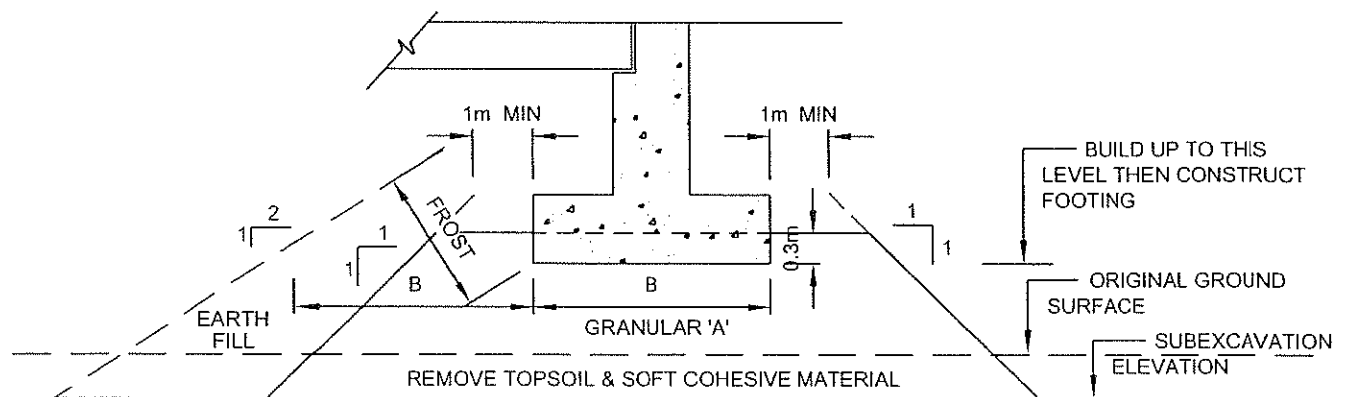 1m MIN
1m MIN
BUILD UP TO THIS
LEVEL THEN CONSTRUCT
FOOTING
2
1
1
1
FROST
0.3m
1
1
B
B
ORIGINAL GROUND
SURFACE
EARTH
FILL
GRANULAR 'A'
SUBEXCAVATION
ELEVATION
REMOVE TOPSOIL & SOFT COHESIVE MATERIAL